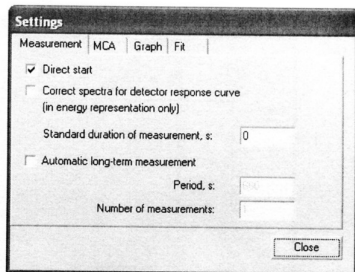 Settings
Measurement MCA Graph Fit
Direct start
Correct spectra for detector response curve
(in energy representation only)
Standard duration of measurement, s: 0
Automatic long-term measurement
Period, s:
Number of measurements:
Close